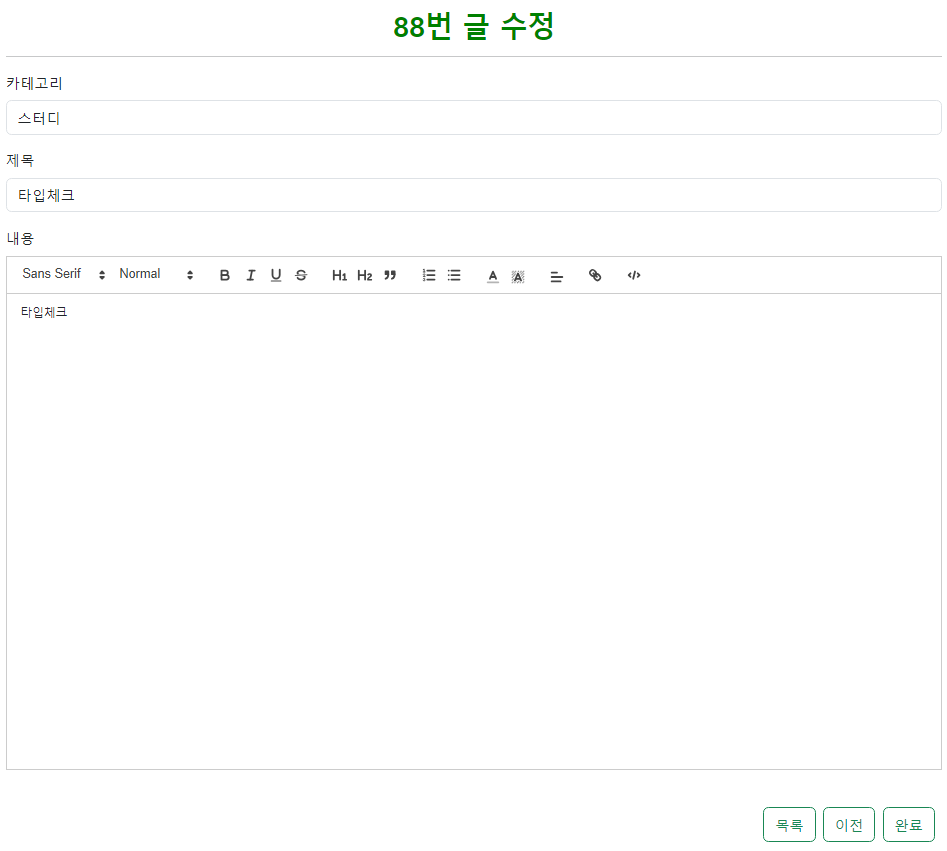 88번 글 수정
카테고리
스터디
제목
타입체크
내용
Sans Serif Normal B I U S H1 H2 ” A A </>
타입체크
목록 이전 완료